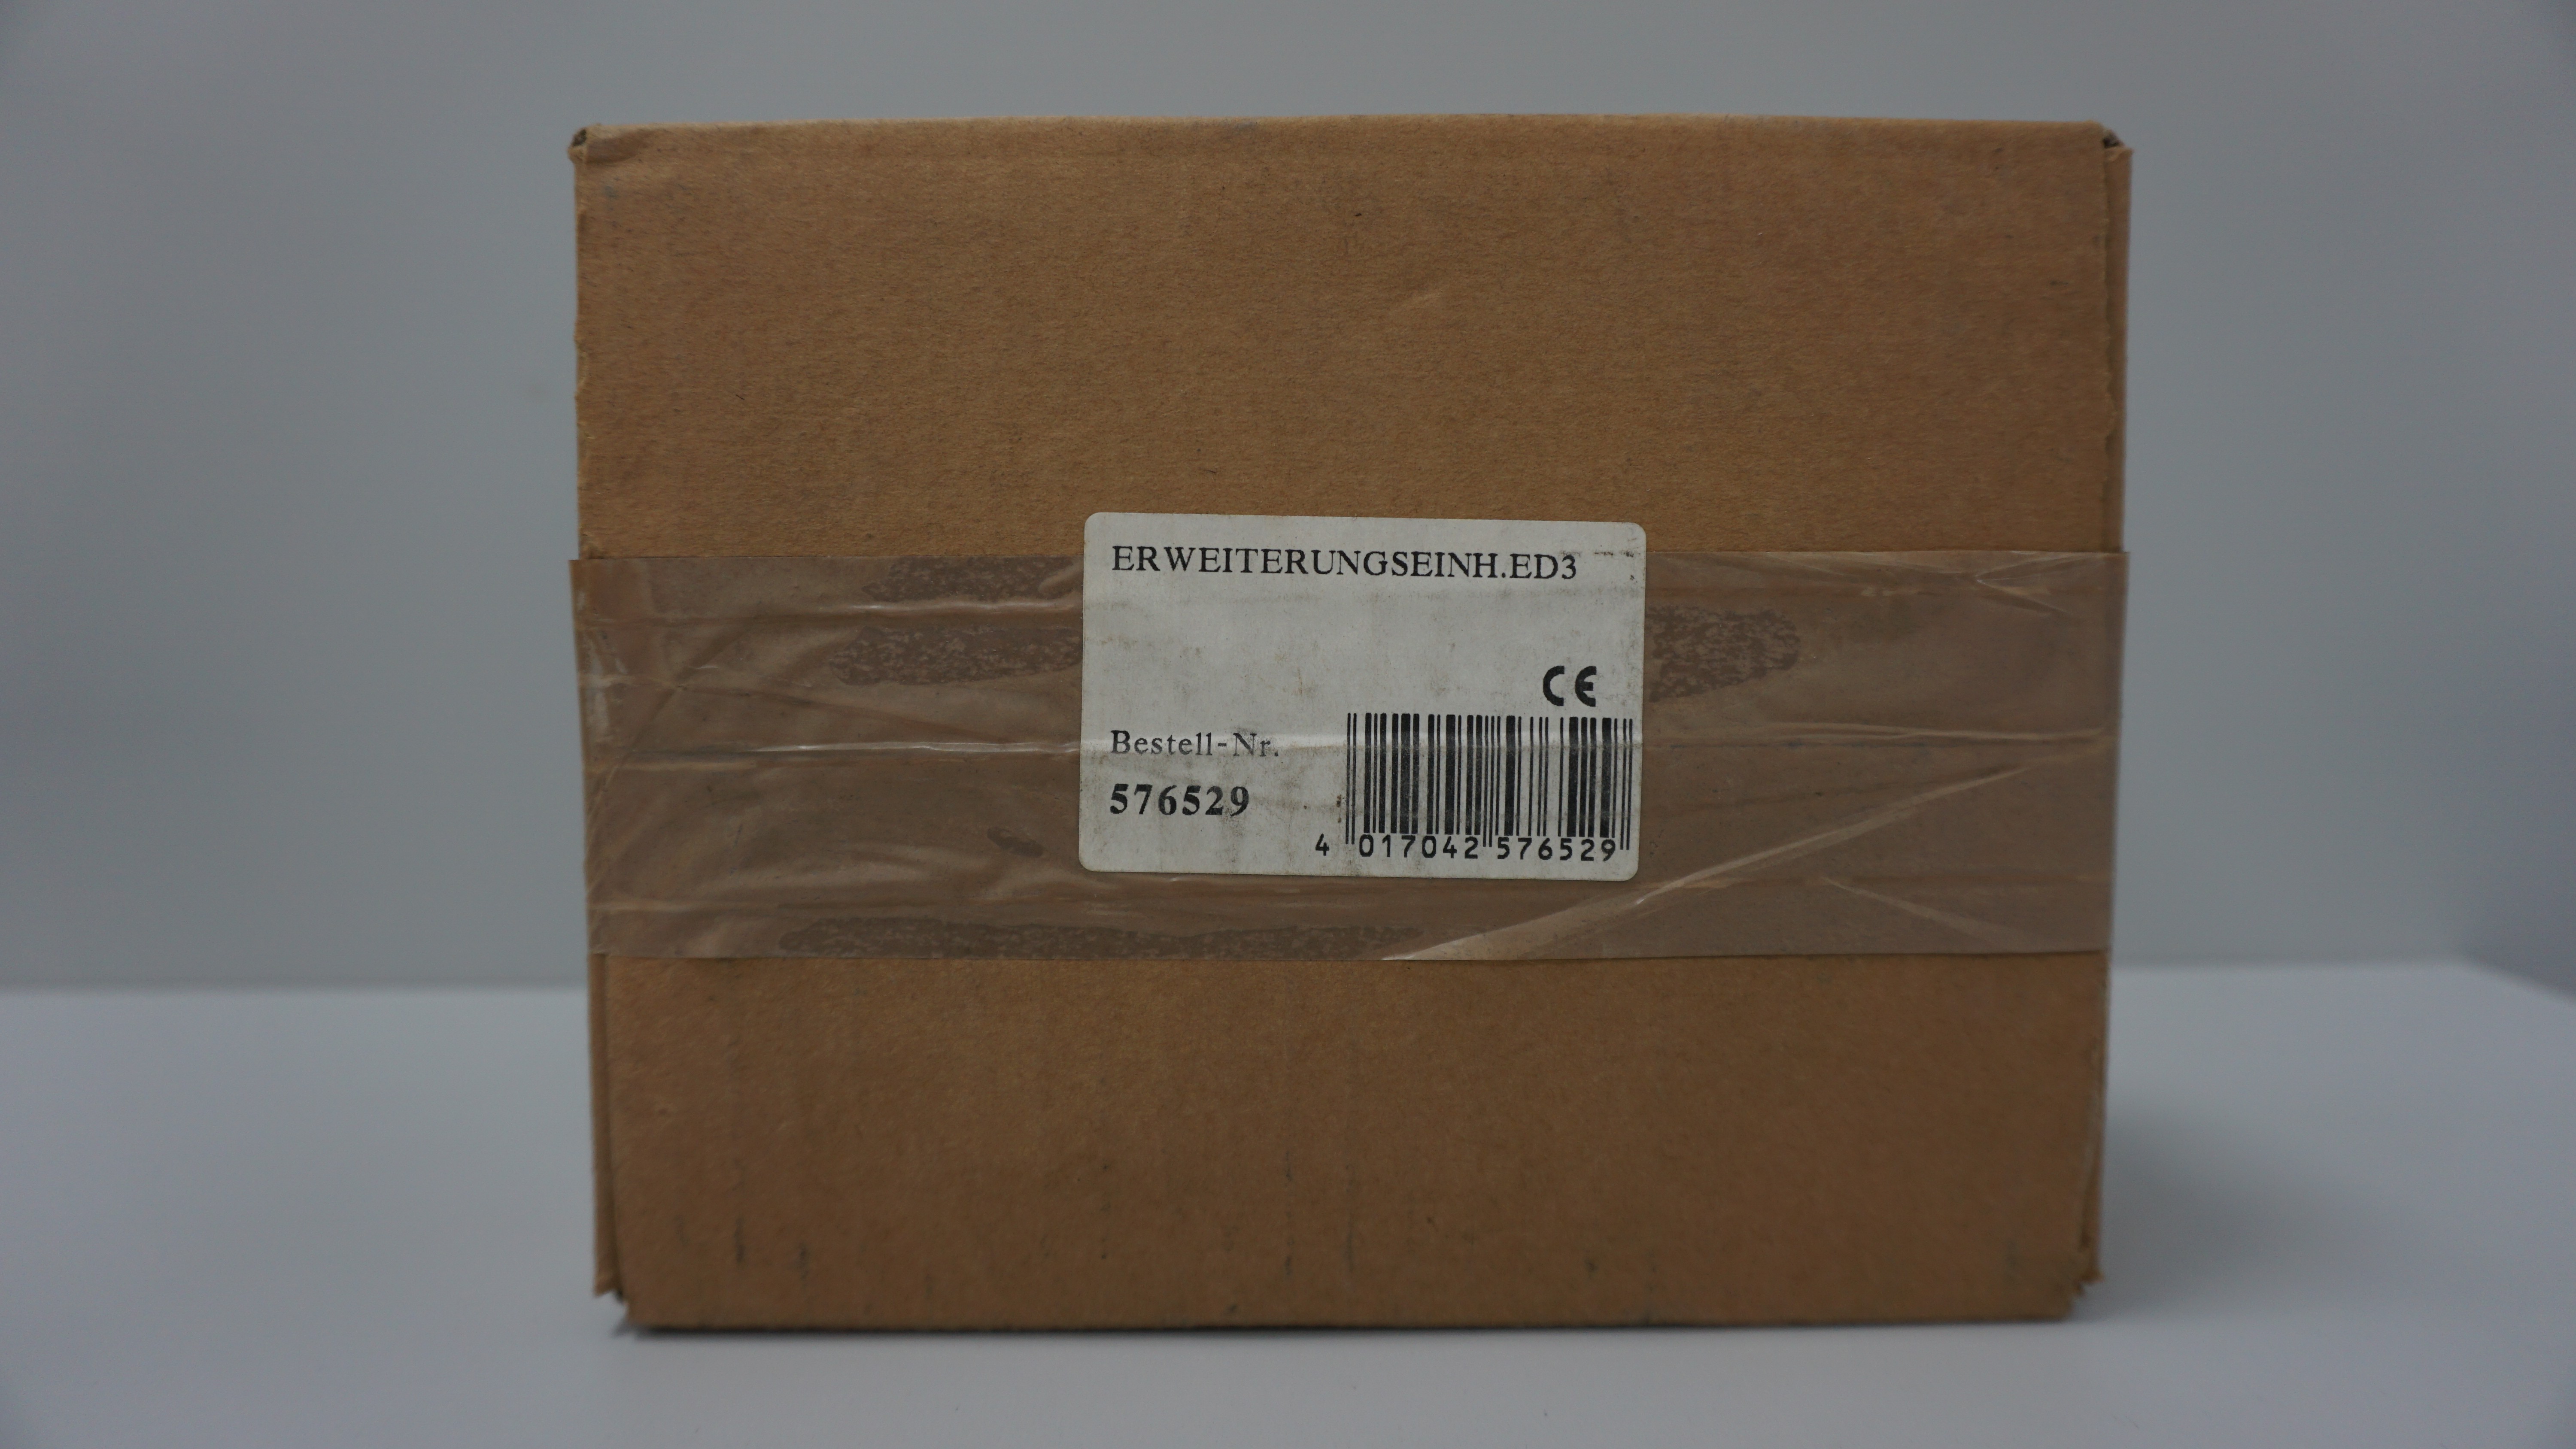 ERWEITERUNGSEINH.ED3
CE
Bestell-Nr.
576529
4 017042 576529